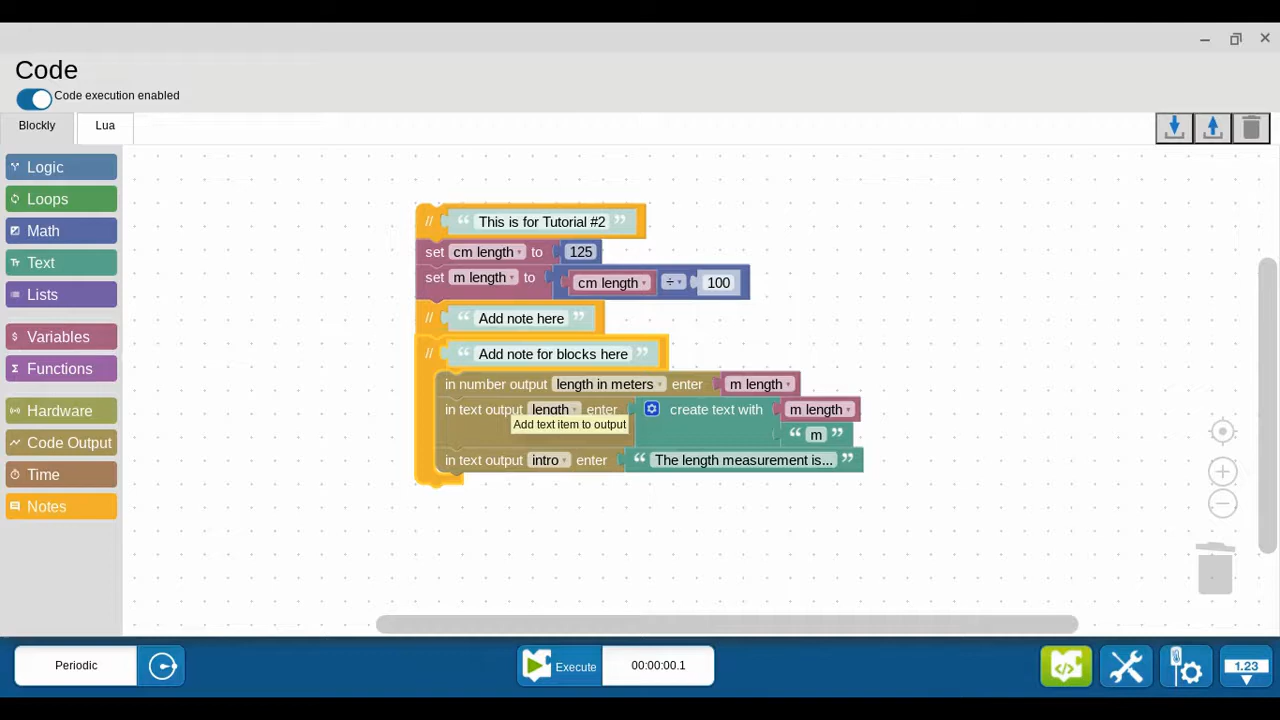 Code
Code execution enabled
Blockly
Lua
Logic
Loops
Math
Text
Lists
Variables
Functions
Hardware
Code Output
Time
Notes
// “ This is for Tutorial #2 ”
set cm length to 125
set m length to cm length ÷ 100
// “ Add note here ”
// “ Add note for blocks here ”
in number output length in meters enter m length
in text output length enter create text with m length
Add text item to output
“ m ”
in text output intro enter “ The length measurement is... ”
Periodic
Execute
00:00:00.1
1.23